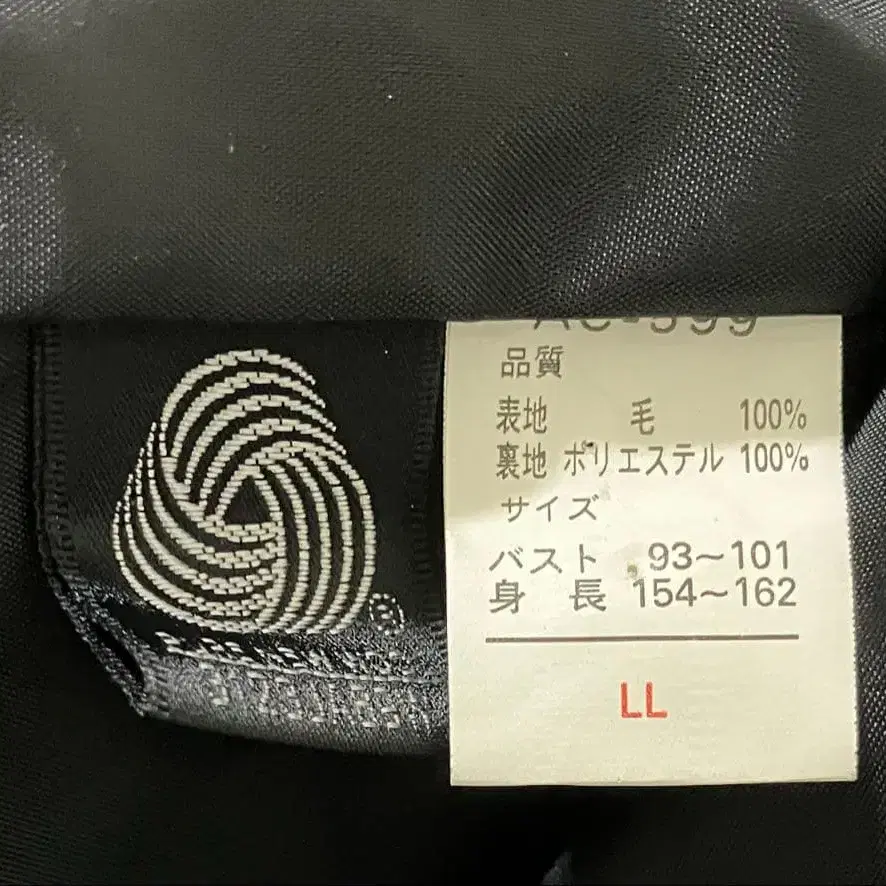 品質
表地 毛 100%
裏地 ポリエステル 100%
サイズ
バスト 93～101
身長 154～162
LL
®